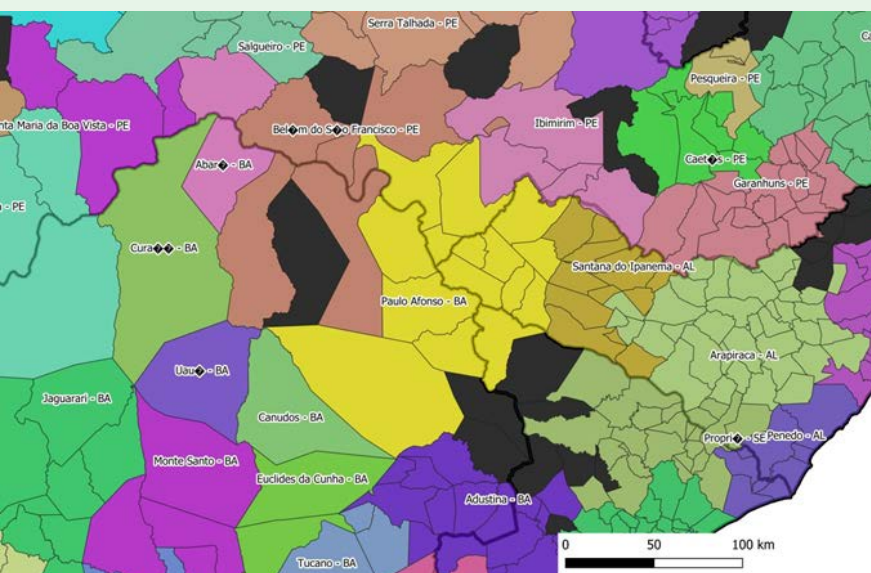 Serra Talhada - PE
Ca
Salgueiro - PE
Pesqueira - PE
nta Maria da Boa Vista - PE
Bel�m do S�o Francisco - PE
Ibimirim - PE
Abar� - BA
Caet�s - PE
Garanhuns - PE
- PE
Cura�� - BA
Santana do Ipanema - AL
Paulo Afonso - BA
Arapiraca - AL
Uau� - BA
Jaguarari - BA
Canudos - BA
Propri� - SE
Penedo - AL
Monte Santo - BA
Euclides da Cunha - BA
Adustina - BA
Tucano - BA
0 50 100 km